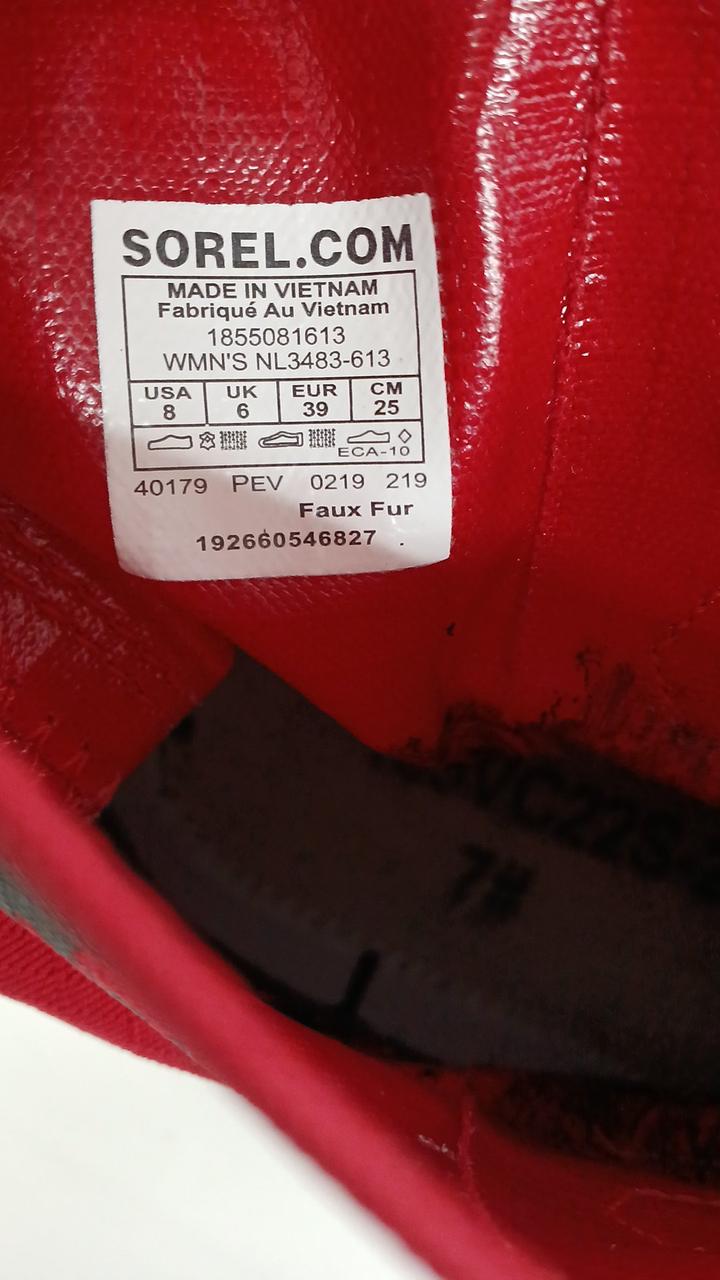 SOREL.COM
MADE IN VIETNAM
Fabriqué Au Vietnam
1855081613
WMN'S NL3483-613
USA UK EUR CM
8 6 39 25
ECA-10
40179 PEV 0219 219
Faux Fur
192660546827 .
7#